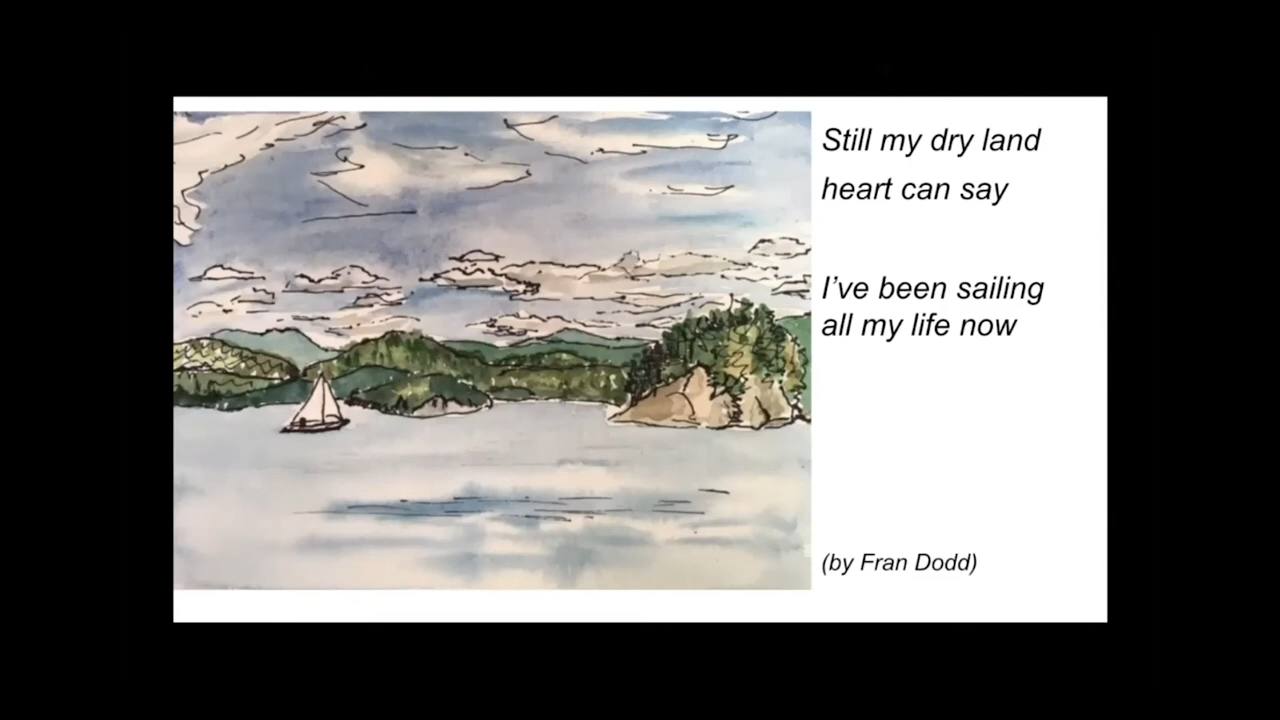 Still my dry land
heart can say
I’ve been sailing
all my life now
(by Fran Dodd)